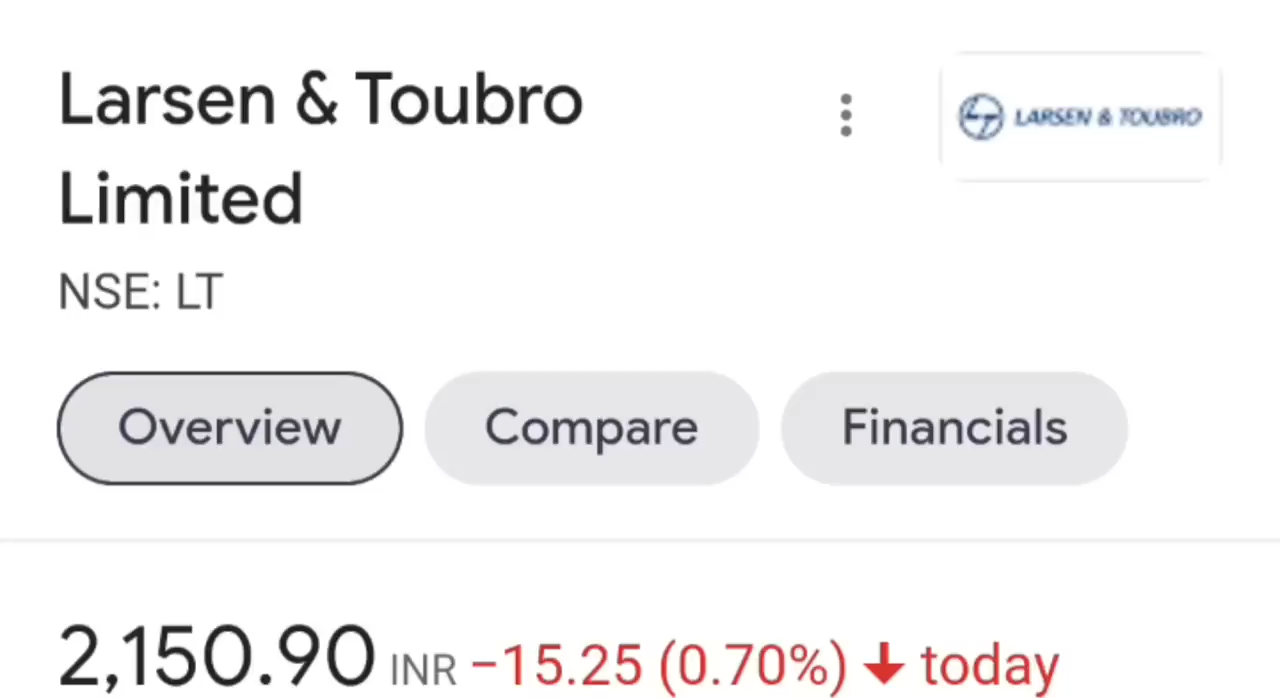 Larsen & Toubro
LARSEN & TOUBRO
Limited
NSE: LT
Overview Compare Financials
2,150.90 INR −15.25 (0.70%) ↓ today